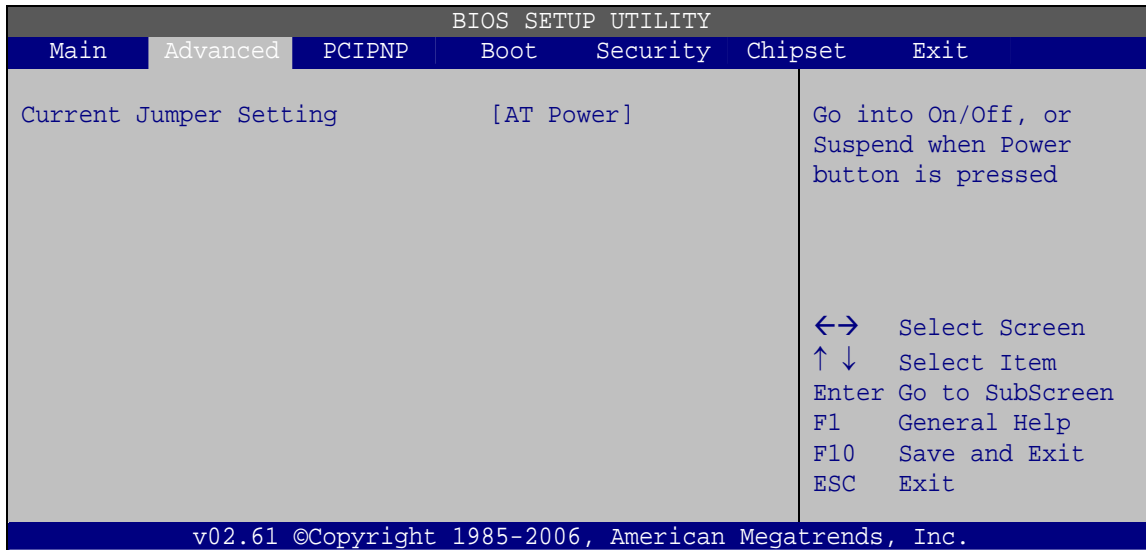 BIOS SETUP UTILITY
Main Advanced PCIPNP Boot Security Chipset Exit
Current Jumper Setting [AT Power]
Go into On/Off, or
Suspend when Power
button is pressed
←→ Select Screen
↑ ↓ Select Item
Enter Go to SubScreen
F1 General Help
F10 Save and Exit
ESC Exit
v02.61 ©Copyright 1985-2006, American Megatrends, Inc.